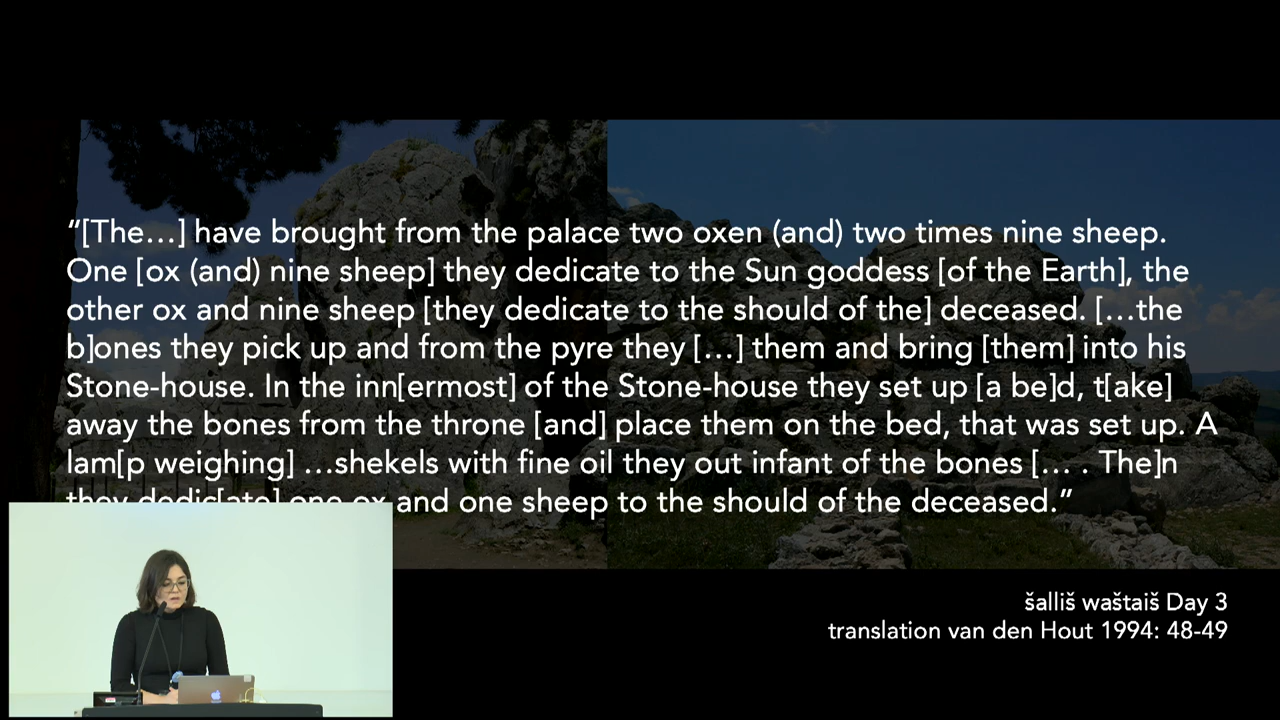 “[The…] have brought from the palace two oxen (and) two times nine sheep.
One [ox (and) nine sheep] they dedicate to the Sun goddess [of the Earth], the
other ox and nine sheep [they dedicate to the should of the] deceased. […the
b]ones they pick up and from the pyre they […] them and bring [them] into his
Stone-house. In the inn[ermost] of the Stone-house they set up [a be]d, t[ake]
away the bones from the throne [and] place them on the bed, that was set up. A
lam[p weighing] …shekels with fine oil they out infant of the bones [… . The]n
they dedic[ate] one ox and one sheep to the should of the deceased.”
šalliš waštaiš Day 3
translation van den Hout 1994: 48-49